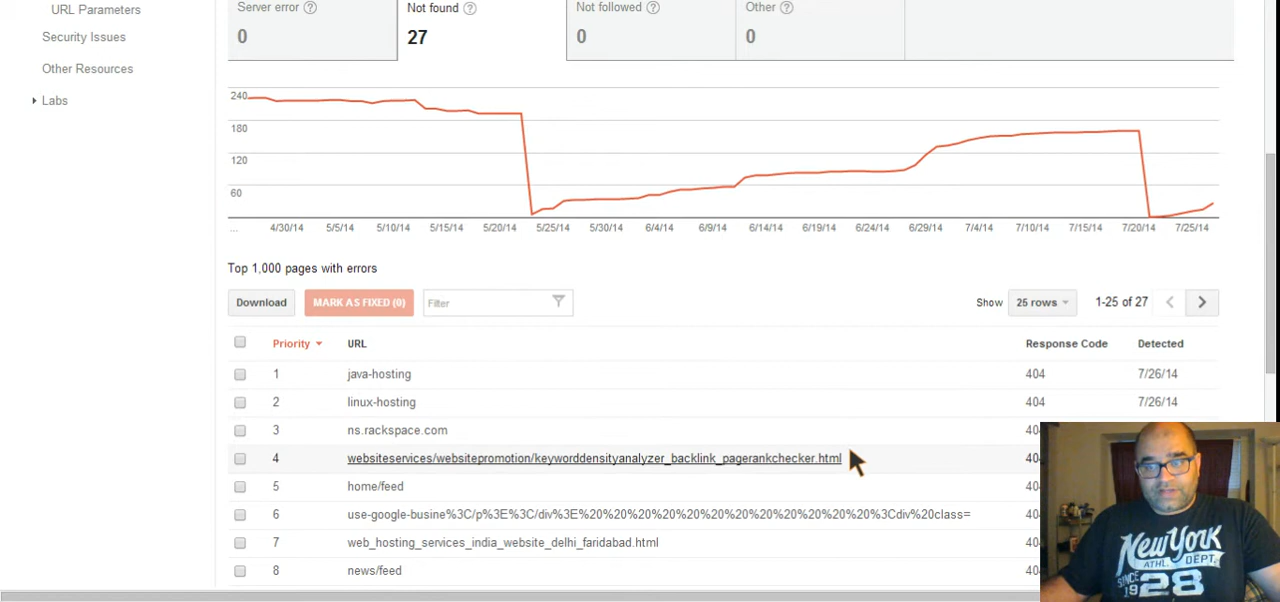 URL Parameters
Security Issues
Other Resources
Labs
Server error ?
Not found ?
Not followed ?
Other ?
0
27
0
0
240
180
120
60
... 4/30/14 5/5/14 5/10/14 5/15/14 5/20/14 5/25/14 5/30/14 6/4/14 6/9/14 6/14/14 6/19/14 6/24/14 6/29/14 7/4/14 7/10/14 7/15/14 7/20/14 7/25/14
Top 1,000 pages with errors
Download MARK AS FIXED (0) Filter Show 25 rows 1-25 of 27
Priority URL Response Code Detected
1 java-hosting 404 7/26/14
2 linux-hosting 404 7/26/14
3 ns.rackspace.com
4 websiteservices/websitepromotion/keyworddensityanalyzer_backlink_pagerankchecker.html
5 home/feed
6 use-google-busine%3C/p%3E%3C/div%3E%20%20%20%20%20%20%20%20%20%20%20%20%3Cdiv%20class=
7 web_hosting_services_india_website_delhi_faridabad.html
8 news/feed
NEW YORK
ATHL. DEPT.
SINCE
1928